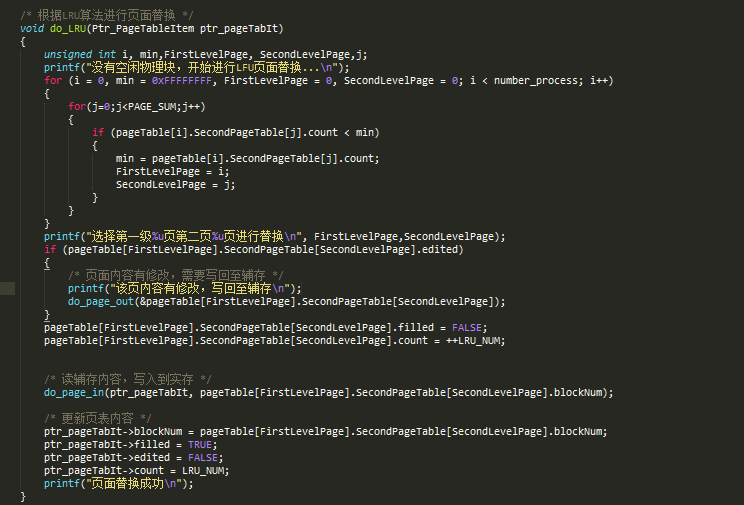 /* 根据LRU算法进行页面替换 */
void do_LRU(Ptr_PageTableItem ptr_pageTabIt)
{
    unsigned int i, min,FirstLevelPage, SecondLevelPage,j;
    printf("没有空闲物理块，开始进行LFU页面替换...\n");
    for (i = 0, min = 0xFFFFFFFF, FirstLevelPage = 0, SecondLevelPage = 0; i < number_process; i++)
    {
        for(j=0;j<PAGE_SUM;j++)
        {
            if (pageTable[i].SecondPageTable[j].count < min)
            {
                min = pageTable[i].SecondPageTable[j].count;
                FirstLevelPage = i;
                SecondLevelPage = j;
            }
        }
    }
    printf("选择第一级%u页第二页%u页进行替换\n", FirstLevelPage,SecondLevelPage);
    if (pageTable[FirstLevelPage].SecondPageTable[SecondLevelPage].edited)
    {
        /* 页面内容有修改，需要写回至辅存 */
        printf("该页内容有修改，写回至辅存\n");
        do_page_out(&pageTable[FirstLevelPage].SecondPageTable[SecondLevelPage]);
    }
    pageTable[FirstLevelPage].SecondPageTable[SecondLevelPage].filled = FALSE;
    pageTable[FirstLevelPage].SecondPageTable[SecondLevelPage].count = ++LRU_NUM;
    /* 读辅存内容，写入到实存 */
    do_page_in(ptr_pageTabIt, pageTable[FirstLevelPage].SecondPageTable[SecondLevelPage].blockNum);
    /* 更新页表内容 */
    ptr_pageTabIt->blockNum = pageTable[FirstLevelPage].SecondPageTable[SecondLevelPage].blockNum;
    ptr_pageTabIt->filled = TRUE;
    ptr_pageTabIt->edited = FALSE;
    ptr_pageTabIt->count = LRU_NUM;
    printf("页面替换成功\n");
}